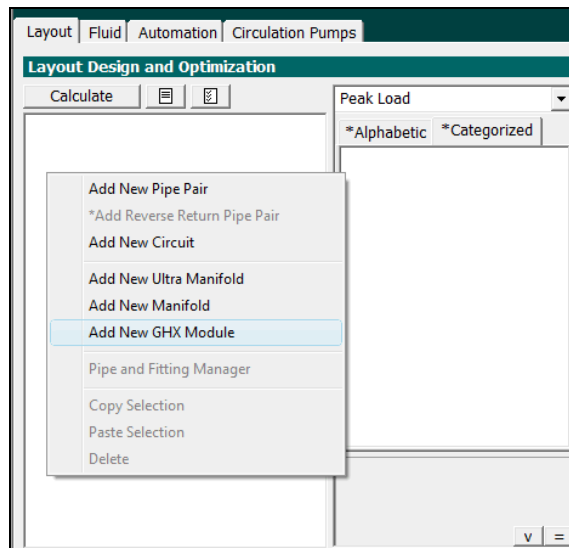 Layout Fluid Automation Circulation Pumps
Layout Design and Optimization
Calculate
Peak Load
*Alphabetic *Categorized
Add New Pipe Pair
*Add Reverse Return Pipe Pair
Add New Circuit
Add New Ultra Manifold
Add New Manifold
Add New GHX Module
Pipe and Fitting Manager
Copy Selection
Paste Selection
Delete
v =